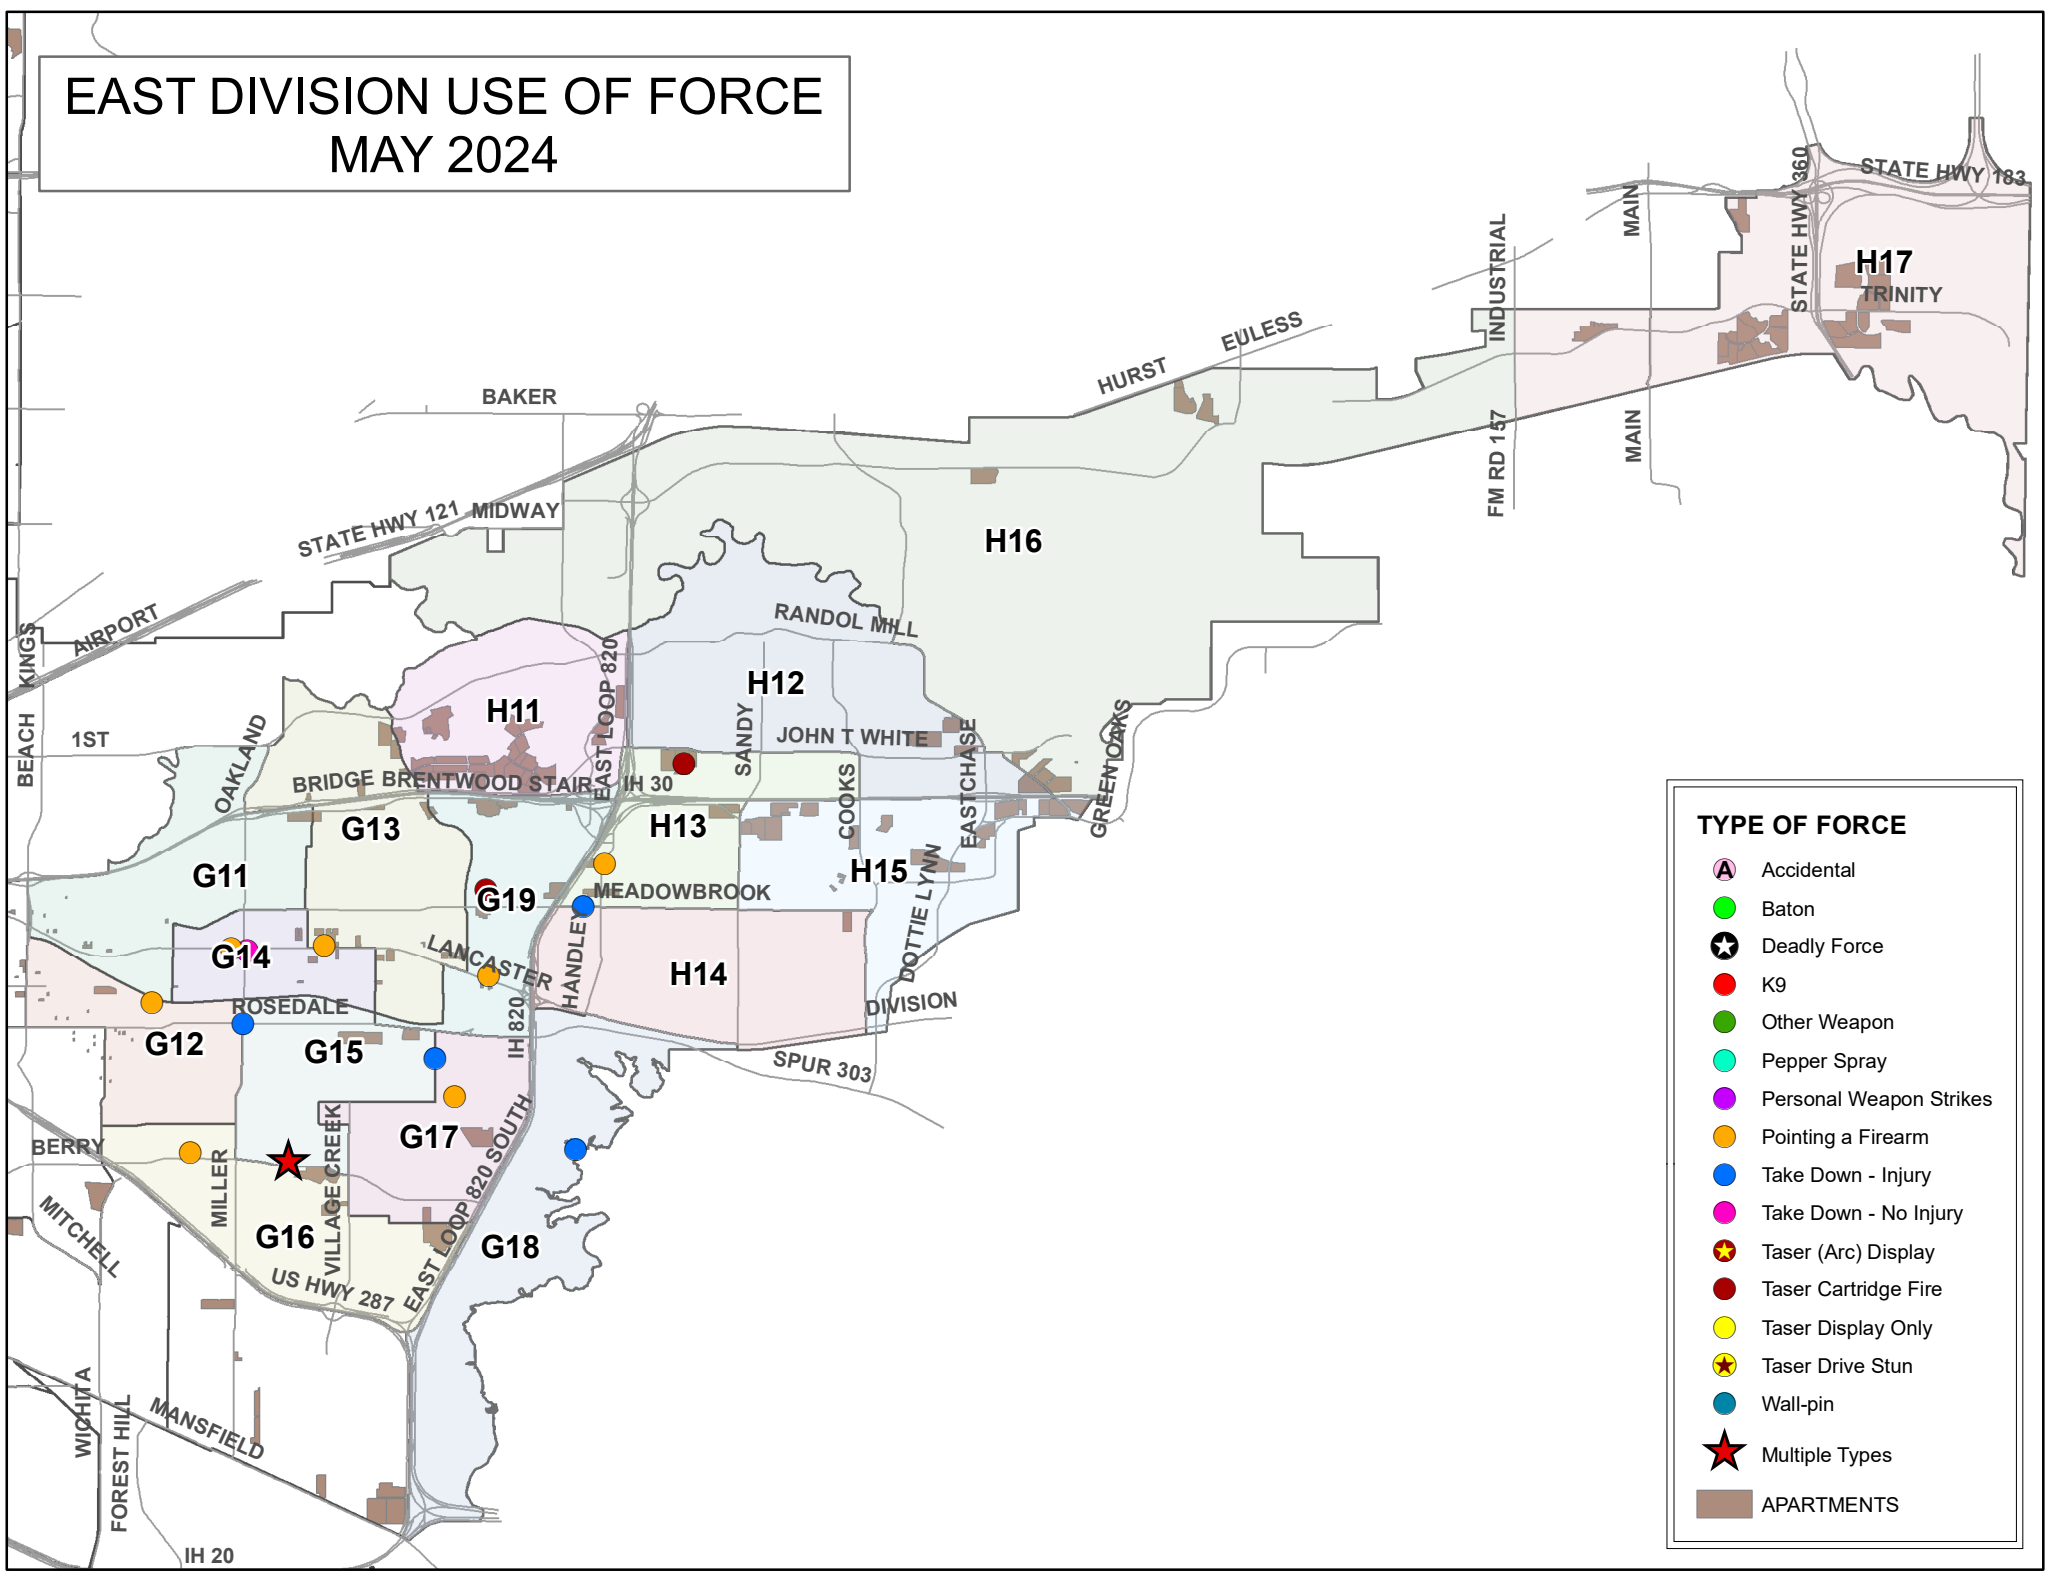 EAST DIVISION USE OF FORCE
MAY 2024
STATE HWY 360
STATE HWY 183
MAIN
INDUSTRIAL
H17
TRINITY
EULESS
HURST
BAKER
FM RD 157
MAIN
STATE HWY 121
MIDWAY
H16
AIRPORT
KINGS
RANDOL MILL
EAST LOOP 820
H12
H11
BEACH
1ST
OAKLAND
SANDY
JOHN T WHITE
EASTCHASE
GREEN OAKS
BRIDGE BRENTWOOD STAIR
IH 30
COOKS
G13
H13
H15
G11
G19
MEADOWBROOK
DOTTIE LYNN
HANDLEY
G14
LANCASTER
H14
ROSEDALE
DIVISION
IH 820
G12
G15
SPUR 303
G17
BERRY
MILLER
VILLAGE CREEK
EAST LOOP 820 SOUTH
MITCHELL
G16
G18
US HWY 287
WICHITA
FOREST HILL
MANSFIELD
IH 20
TYPE OF FORCE
A Accidental
Baton
Deadly Force
K9
Other Weapon
Pepper Spray
Personal Weapon Strikes
Pointing a Firearm
Take Down - Injury
Take Down - No Injury
Taser (Arc) Display
Taser Cartridge Fire
Taser Display Only
Taser Drive Stun
Wall-pin
Multiple Types
APARTMENTS